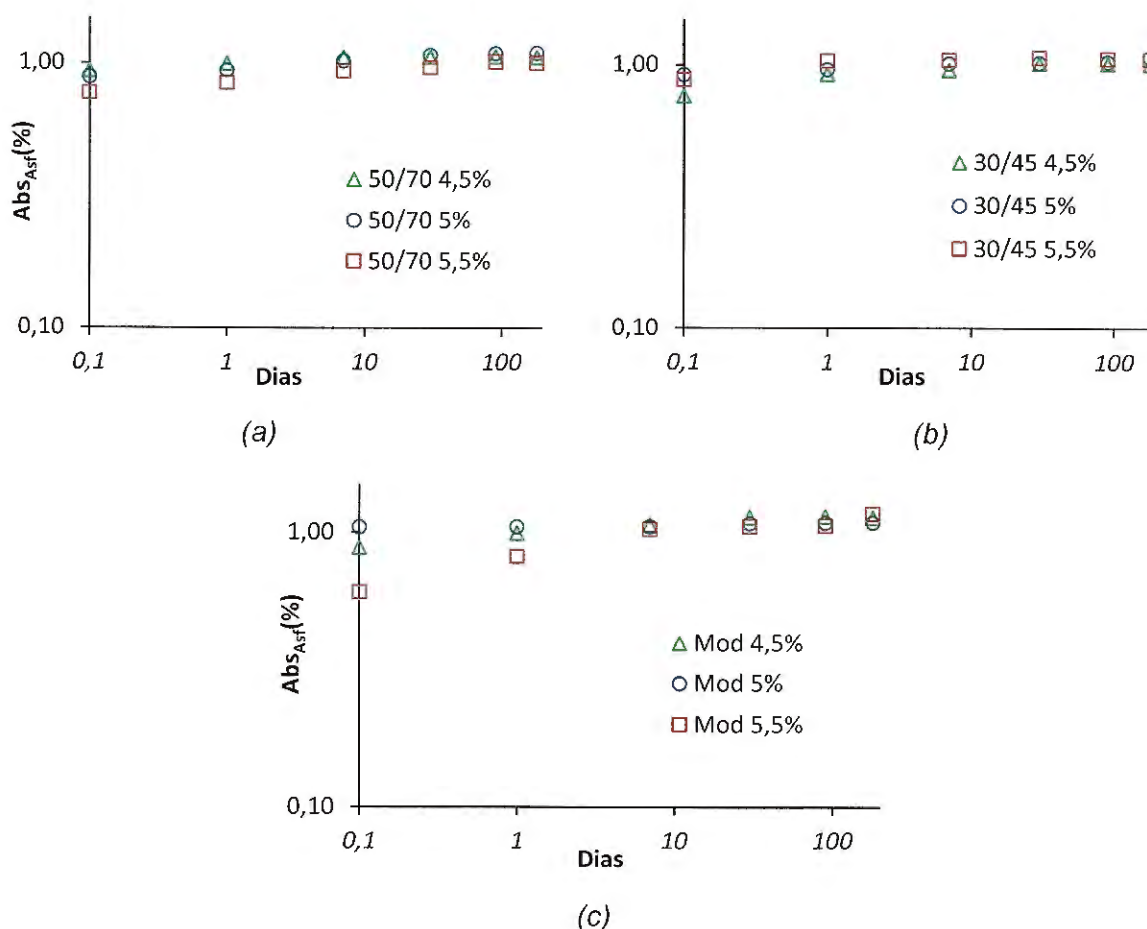 1,00
0,10
Abs_Asf(%)
△ 50/70 4,5%
○ 50/70 5%
□ 50/70 5,5%
0,1 1 10 100
Dias
(a)
1,00
0,10
△ 30/45 4,5%
○ 30/45 5%
□ 30/45 5,5%
0,1 1 10 100
Dias
(b)
1,00
0,10
Abs_Asf(%)
△ Mod 4,5%
○ Mod 5%
□ Mod 5,5%
0,1 1 10 100
Dias
(c)